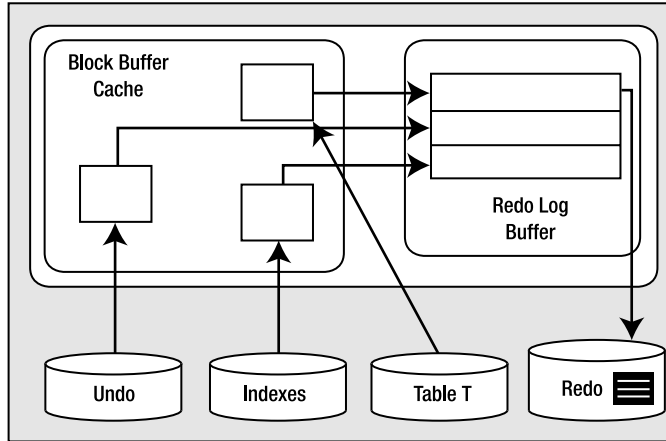 Block Buffer
Cache
Redo Log
Buffer
Undo
Indexes
Table T
Redo